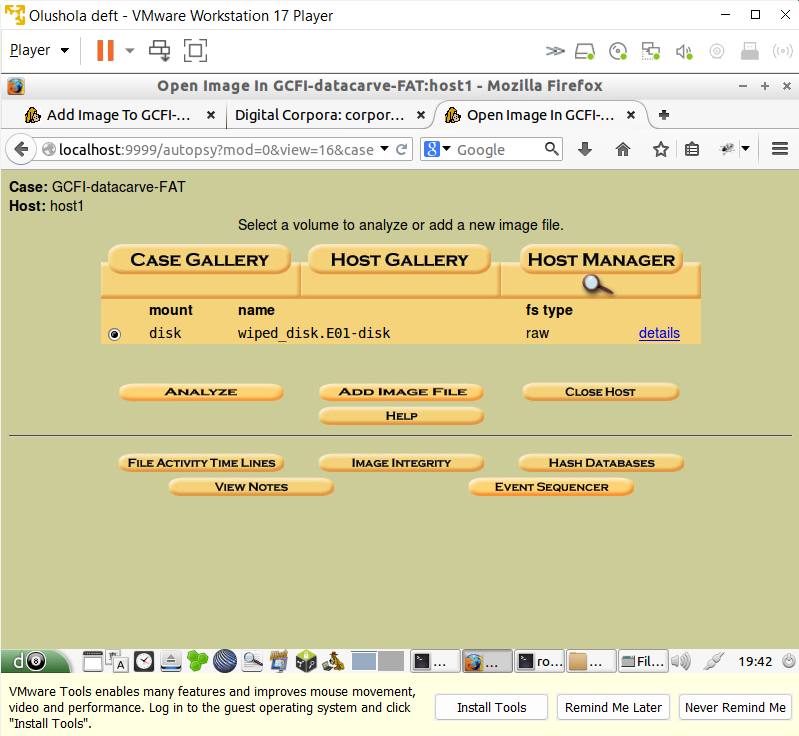 Olushola deft - VMware Workstation 17 Player
Player
Open Image In GCFI-datacarve-FAT:host1 - Mozilla Firefox
Add Image To GCFI-...
Digital Corpora: corpor...
Open Image In GCFI-...
localhost:9999/autopsy?mod=0&view=16&case
8 Google
Case: GCFI-datacarve-FAT
Host: host1
Select a volume to analyze or add a new image file.
CASE GALLERY HOST GALLERY HOST MANAGER
mount name fs type
disk wiped_disk.E01-disk raw details
ANALYZE ADD IMAGE FILE CLOSE HOST
HELP
FILE ACTIVITY TIME LINES IMAGE INTEGRITY HASH DATABASES
VIEW NOTES EVENT SEQUENCER
d8 A ... ... ro... ... Fil... 19:42
VMware Tools enables many features and improves mouse movement,
video and performance. Log in to the guest operating system and click
"Install Tools".
Install Tools Remind Me Later Never Remind Me